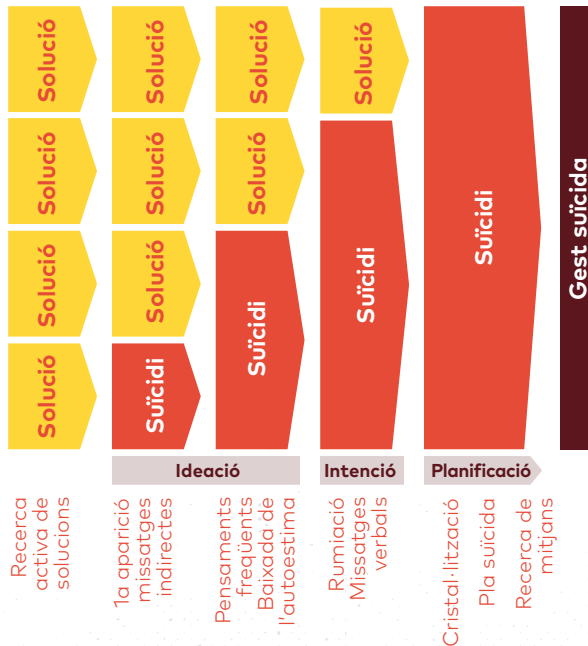 Solució
Solució
Solució
Solució
Solució
Solució
Solució
Suïcidi
Solució
Solució
Suïcidi
Solució
Suïcidi
Suïcidi
Gest suïcida
Ideació
Intenció
Planificació
Recerca
activa de
solucions
1a aparició
missatges
indirectes
Pensaments
freqüents
Baixada de
l'autoestima
Rumiació
Missatges
verbals
Cristal·lització
Pla suïcida
Recerca de
mitjans